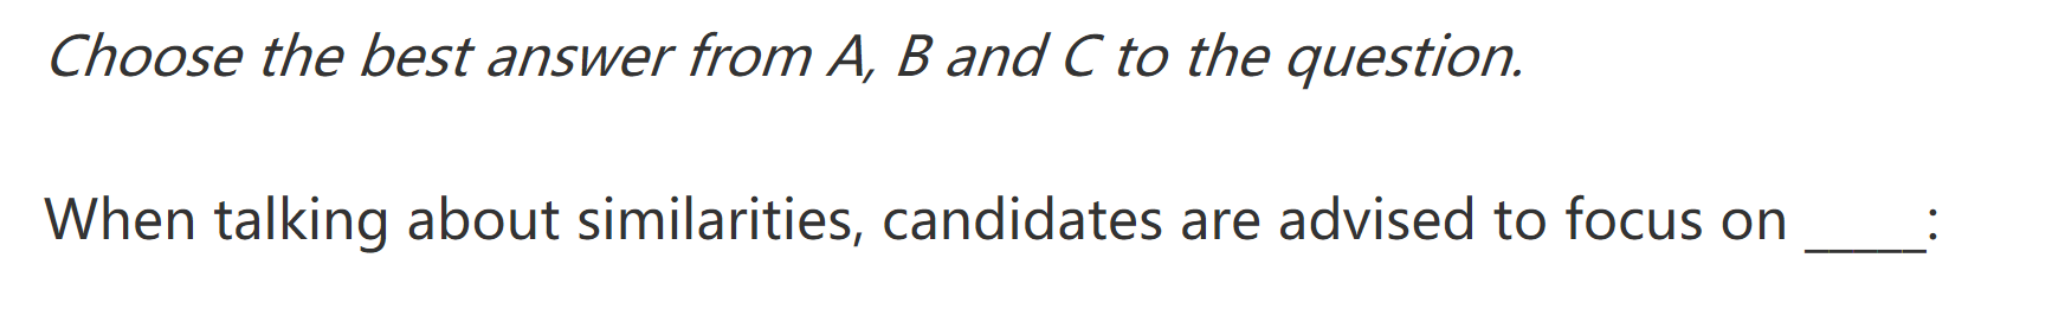 Choose the best answer from A, B and C to the question.
When talking about similarities, candidates are advised to focus on _____: